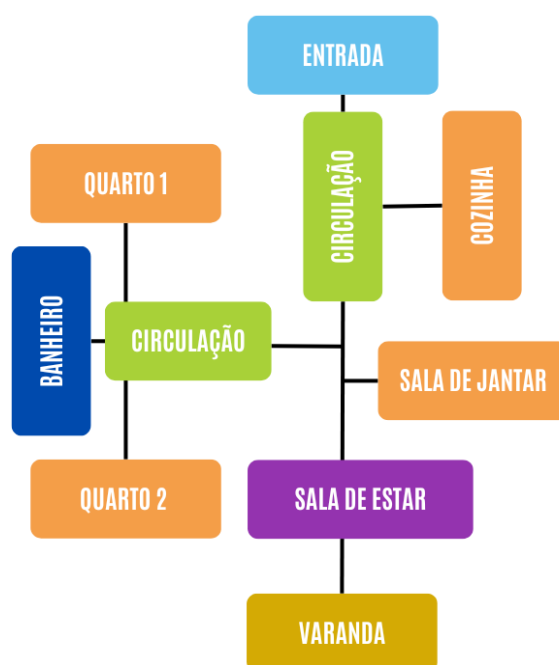 ENTRADA
CIRCULAÇÃO
COZINHA
QUARTO 1
BANHEIRO
CIRCULAÇÃO
SALA DE JANTAR
QUARTO 2
SALA DE ESTAR
VARANDA